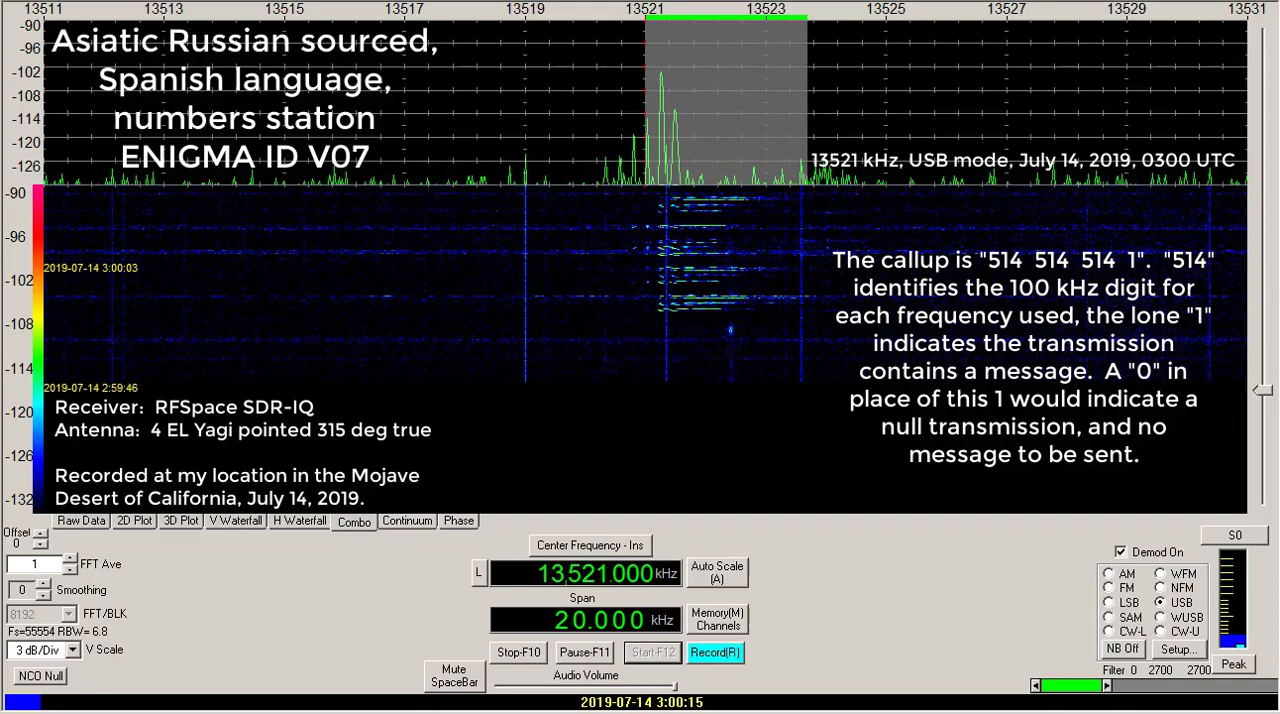 13511 13513 13515 13517 13519 13521 13523 13525 13527 13529 13531
-90
-96
-102
-108
-114
-120
-126
Asiatic Russian sourced,
Spanish language,
numbers station
ENIGMA ID V07
13521 kHz, USB mode, July 14, 2019, 0300 UTC
-90
-96
-102
-108
-114
-120
-126
-132
2019-07-14 3:00:03
2019-07-14 2:59:46
The callup is "514 514 514 1". "514"
identifies the 100 kHz digit for
each frequency used, the lone "1"
indicates the transmission
contains a message. A "0" in
place of this 1 would indicate a
null transmission, and no
message to be sent.
Receiver: RFSpace SDR-IQ
Antenna: 4 EL Yagi pointed 315 deg true
Recorded at my location in the Mojave
Desert of California, July 14, 2019.
Raw Data 2D Plot 3D Plot V Waterfall H Waterfall Combo Continuum Phase
Offset
0
1 FFT Ave
0 Smoothing
8192 FFT/BLK
Fs=55554 RBW= 6.8
3 dB/Div V Scale
NCO Null
Center Frequency - Ins
L 13,521.000 kHz
Auto Scale
(A)
Span
20.000 kHz
Memory(M)
Channels
Stop-F10 Pause-F11 Start-F12 Record(R)
Mute
SpaceBar
Audio Volume
S0
Demod On
AM WFM
FM NFM
LSB USB
SAM WUSB
CW-L CW-U
NB Off Setup... Peak
Filter 0 2700 2700
2019-07-14 3:00:15